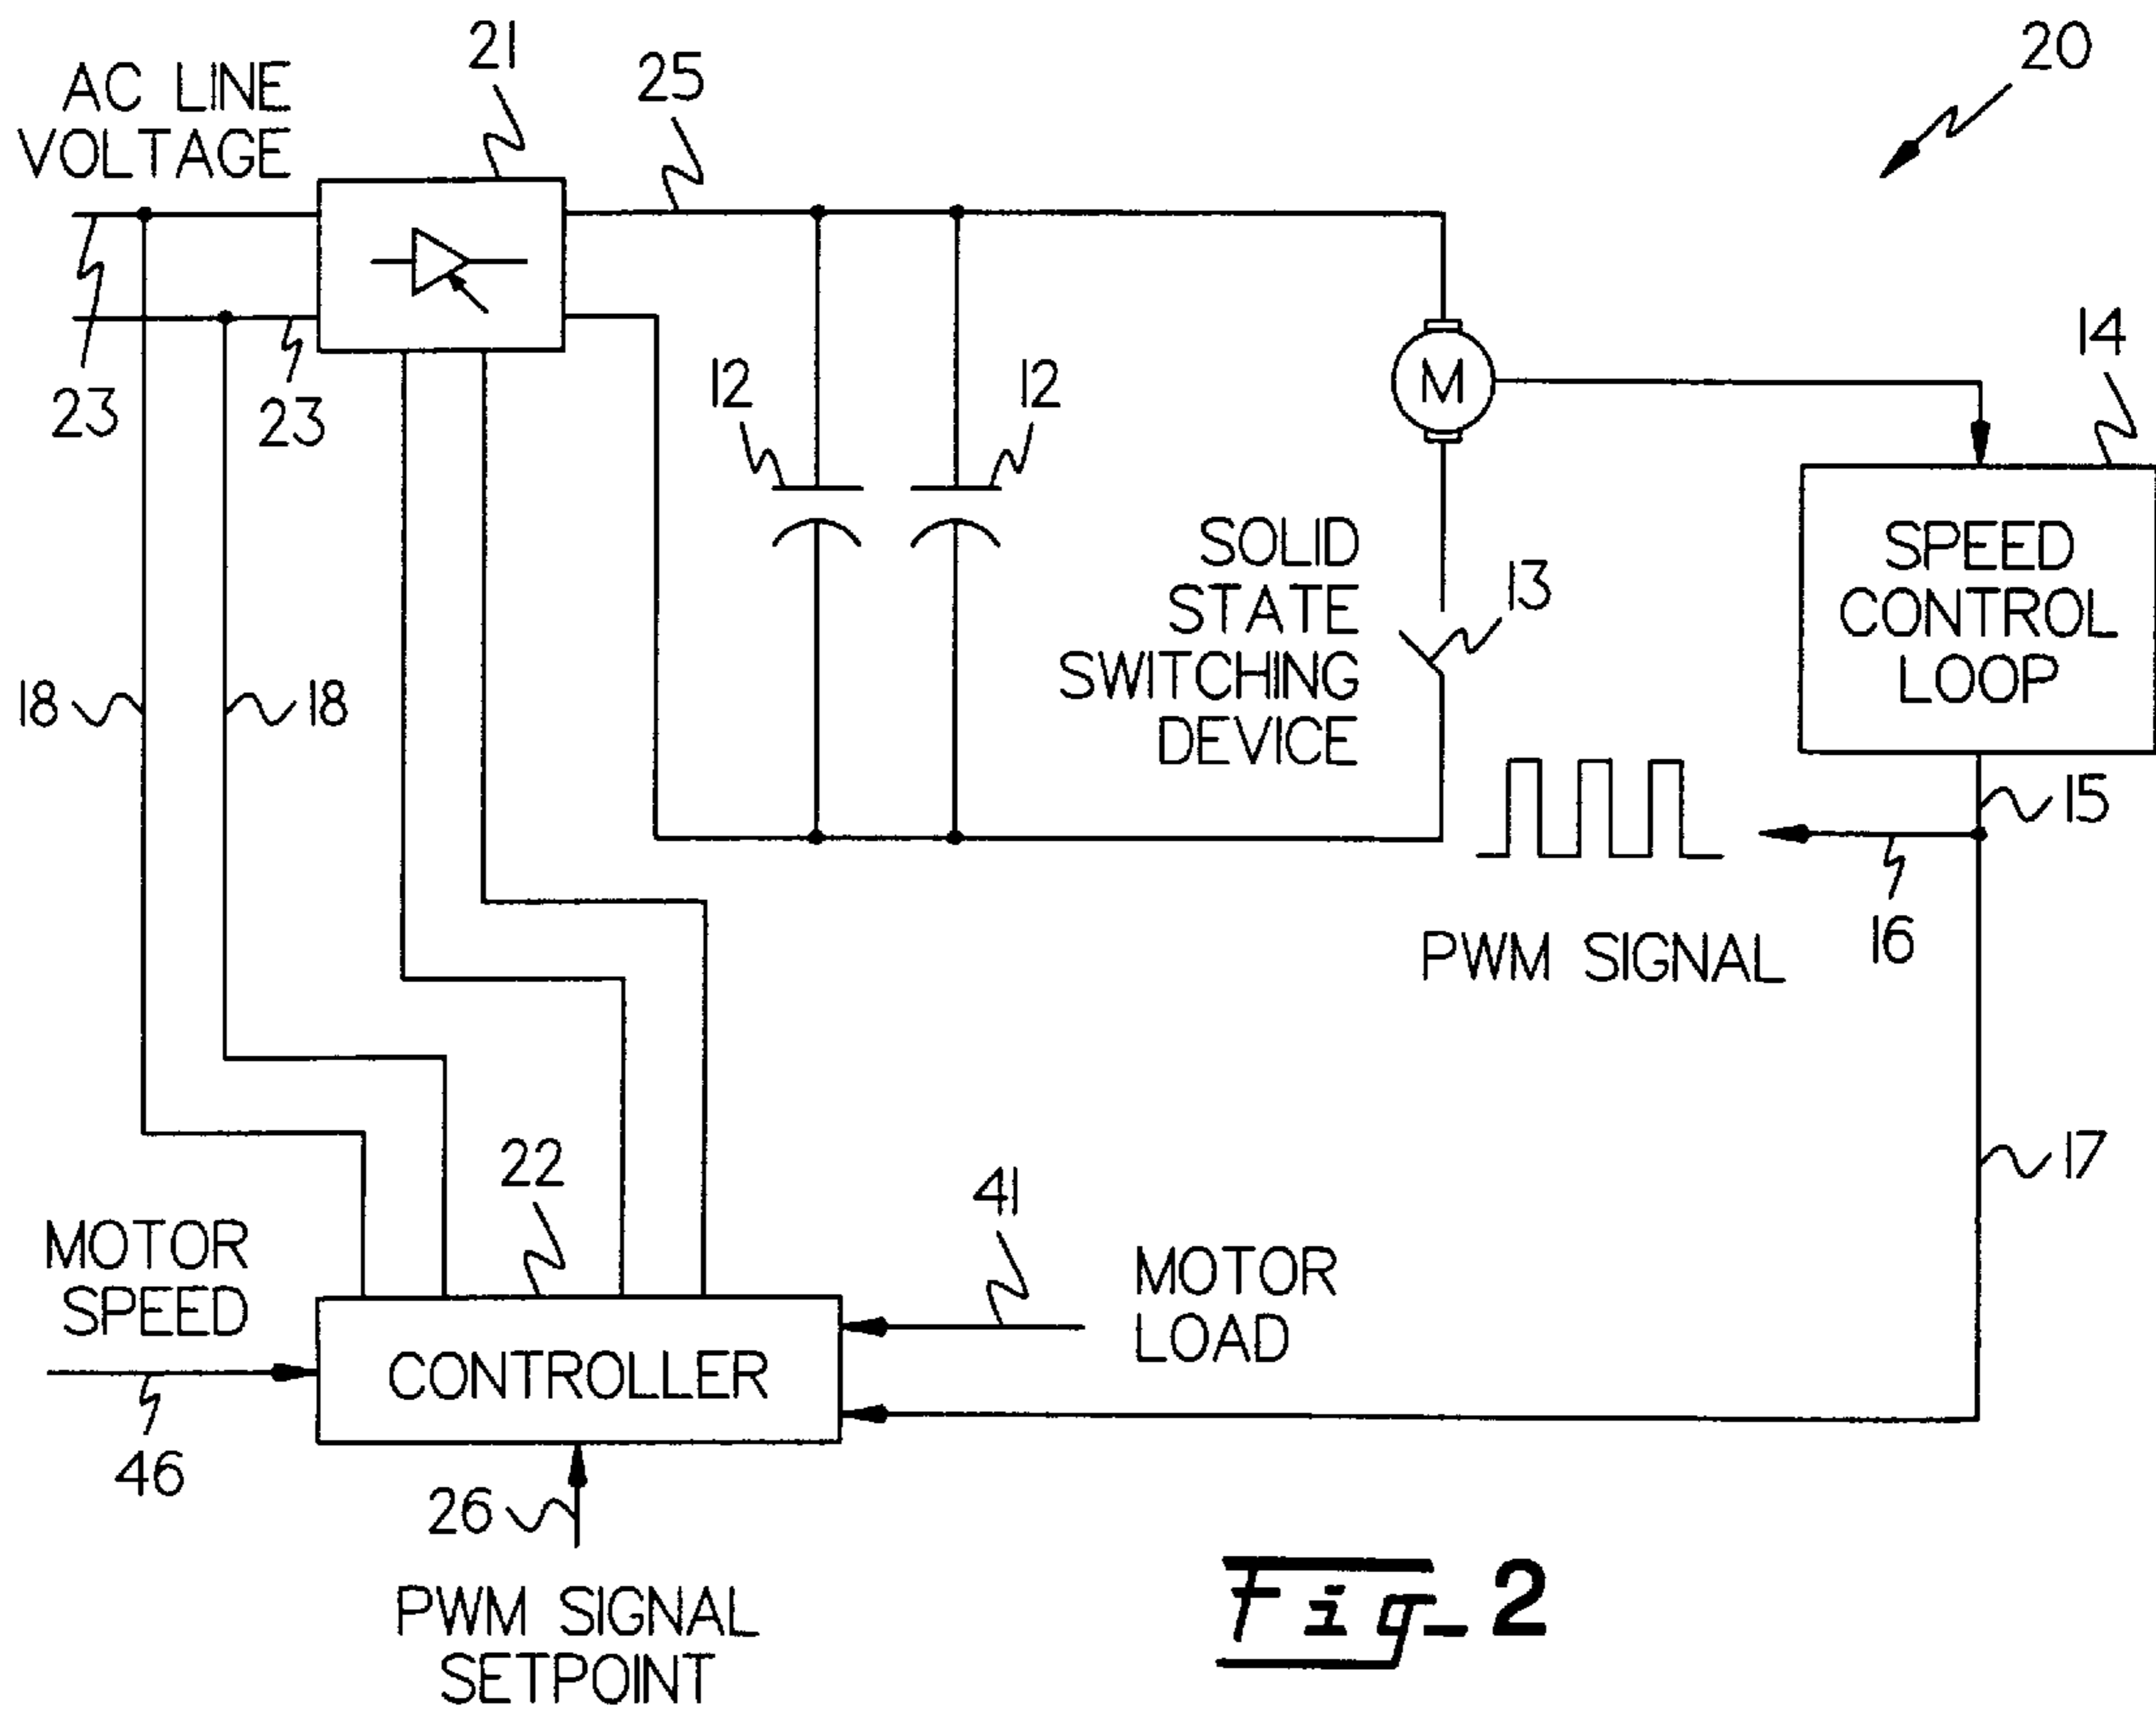 21
25
20
AC LINE
VOLTAGE
23
23
12
12
M
14
SOLID
STATE
SWITCHING
DEVICE
13
SPEED
CONTROL
LOOP
18
18
15
PWM SIGNAL
16
17
22
41
MOTOR
SPEED
MOTOR
LOAD
CONTROLLER
46
26
PWM SIGNAL
SETPOINT
Fig_2